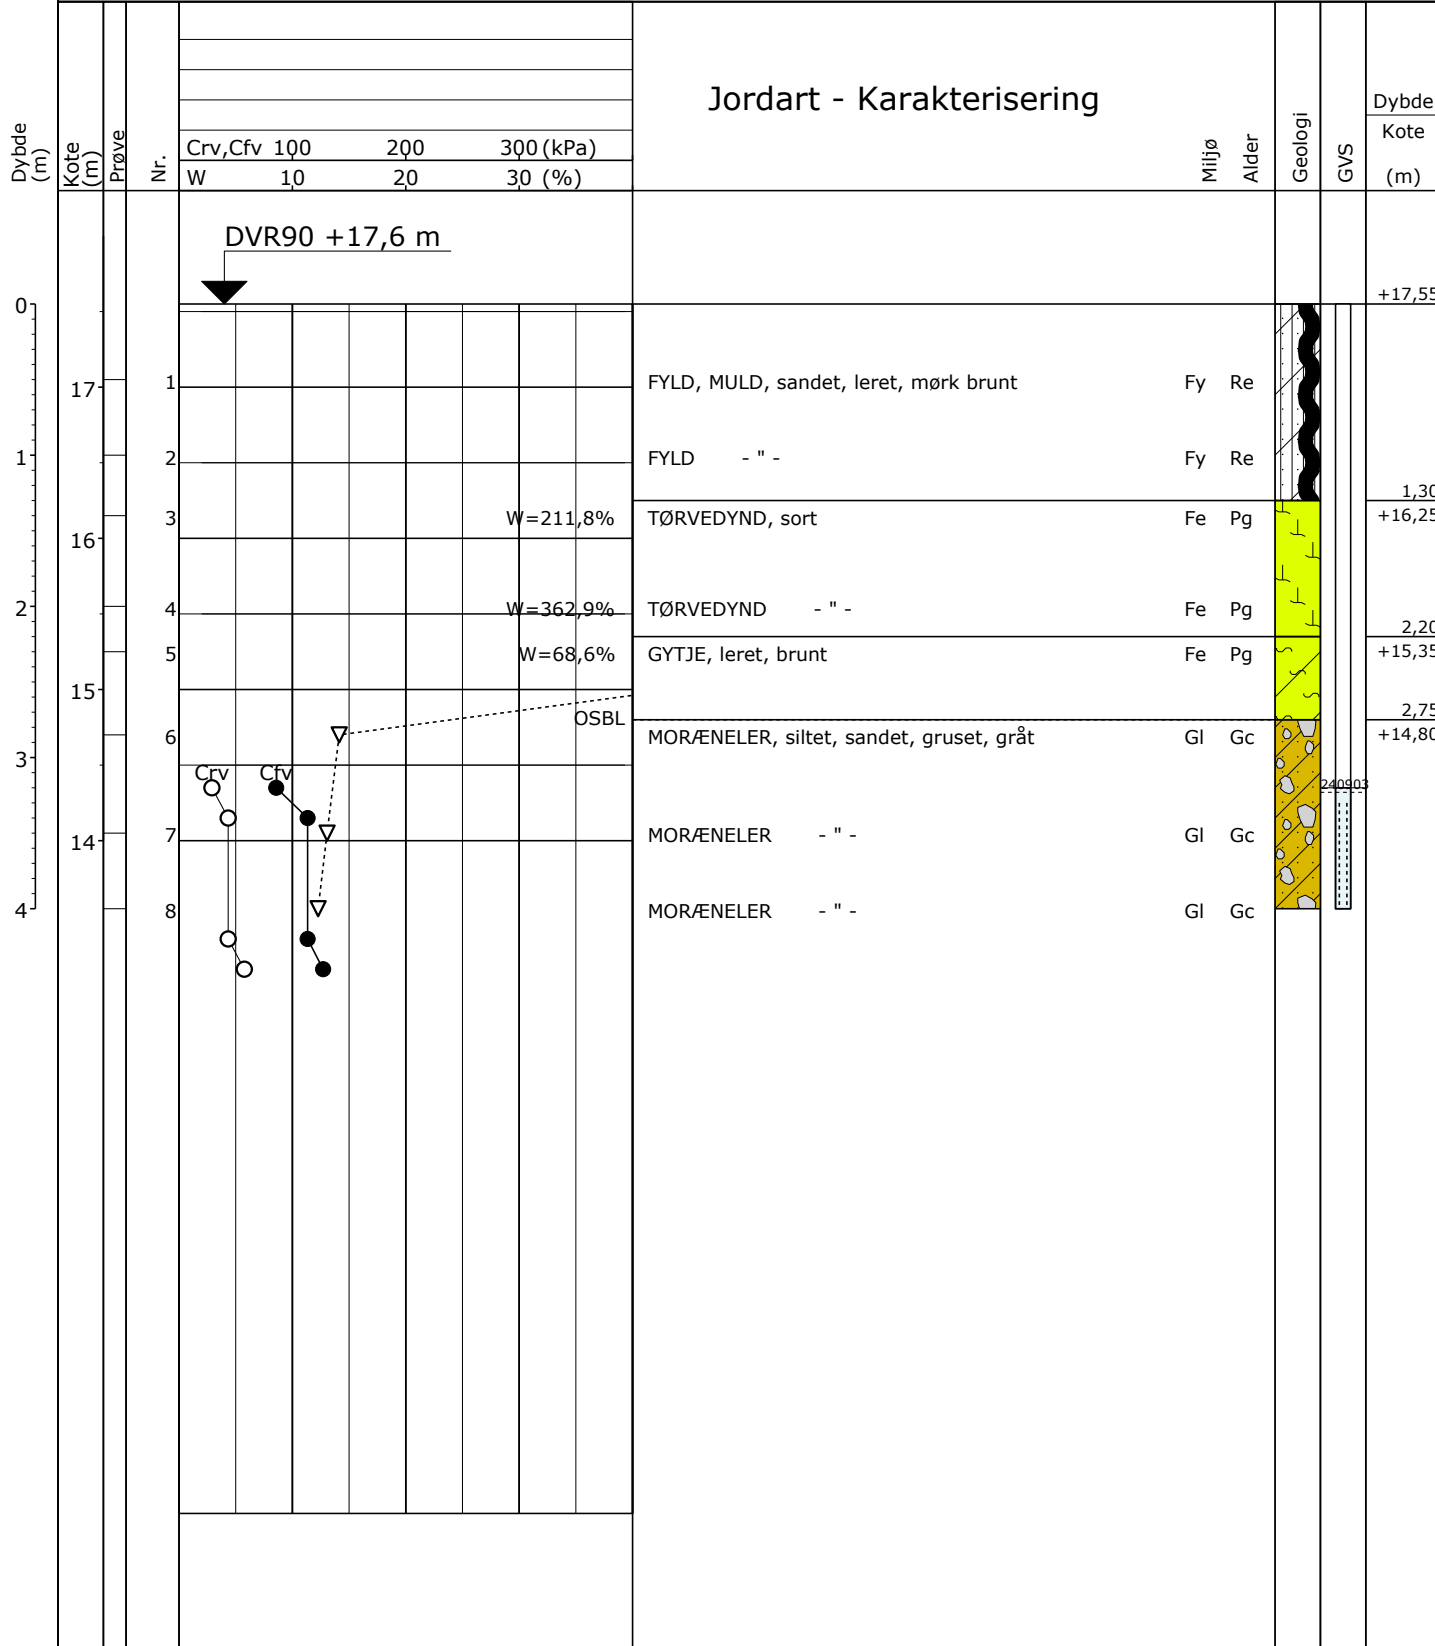 Jordart - Karakterisering
Dybde (m)
Kote (m)
Prøve
Nr.
Crv,Cfv 100 200 300 (kPa)
W 10 20 30 (%)
Miljø
Alder
Geologi
GVS
Dybde
Kote
(m)
DVR90 +17,6 m
0 +17,55
17 1 FYLD, MULD, sandet, leret, mørk brunt Fy Re
1 2 FYLD - " - Fy Re
1,30
3 W=211,8% TØRVEDYND, sort Fe Pg +16,25
16
2 4 W=362,9% TØRVEDYND - " - Fe Pg
2,20
5 W=68,6% GYTJE, leret, brunt Fe Pg +15,35
15
OSBL 2,75
6 MORÆNELER, siltet, sandet, gruset, gråt Gl Gc +14,80
3
Crv Cfv
240903
14 7 MORÆNELER - " - Gl Gc
4 8 MORÆNELER - " - Gl Gc